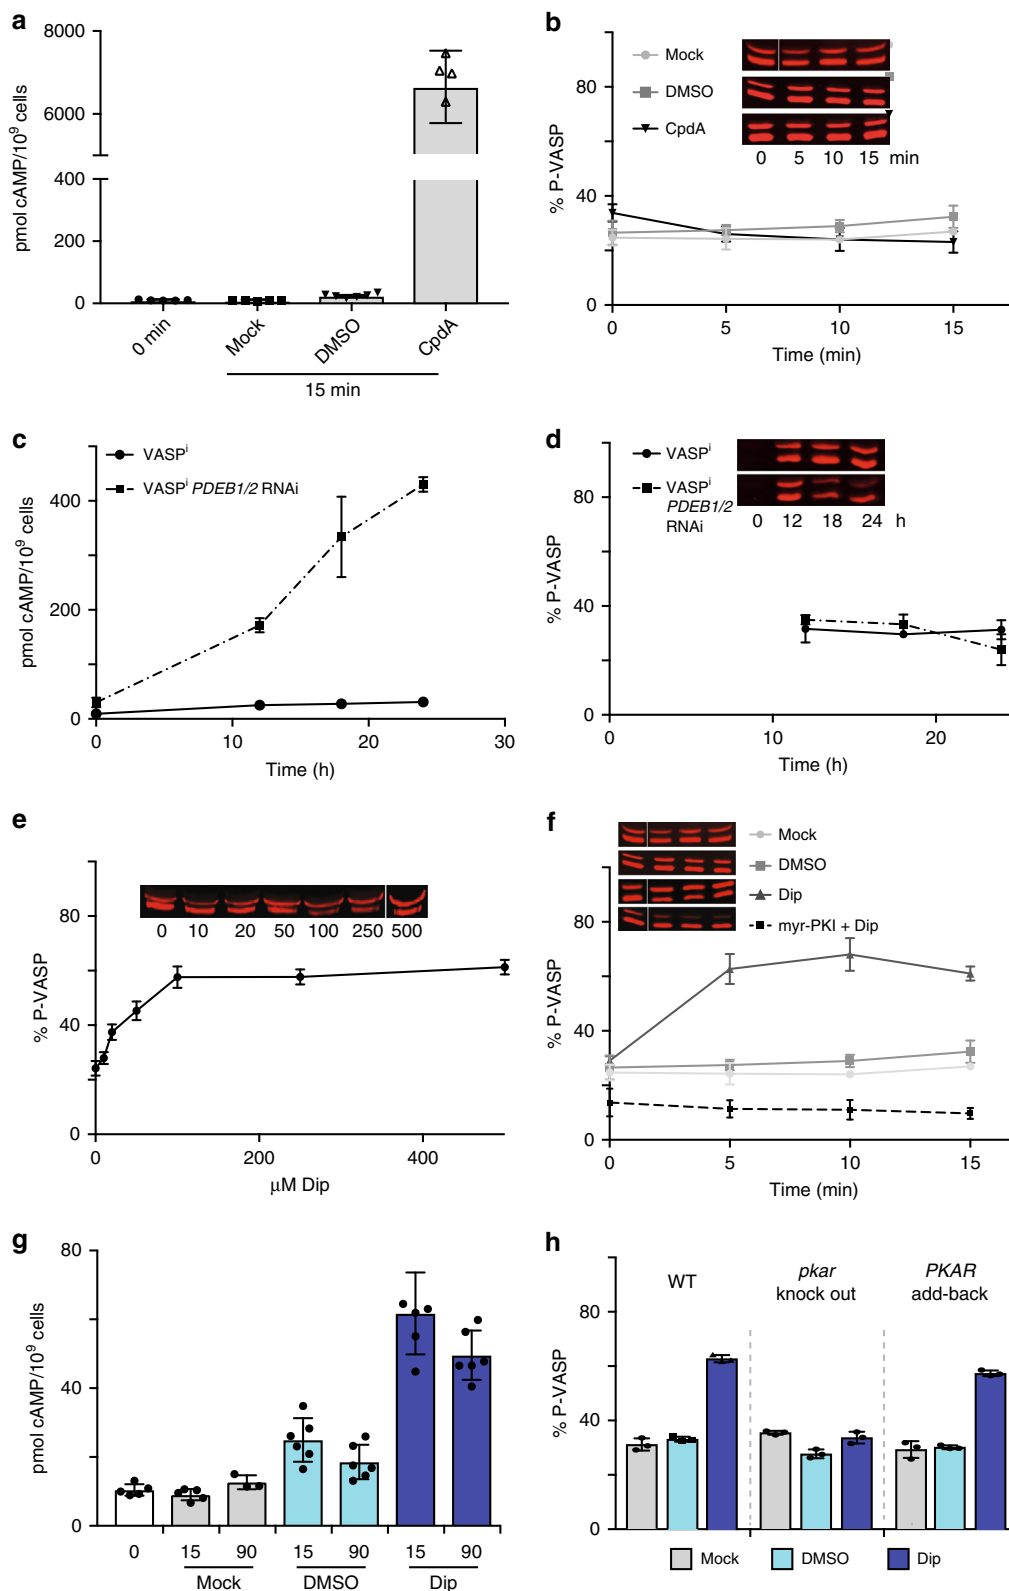 a
8000
6000
400
200
0
pmol cAMP/10⁹ cells
0 min
Mock
DMSO
CpdA
15 min
b
80
40
0
% P-VASP
Mock
DMSO
CpdA
0 5 10 15 min
0 5 10 15
Time (min)
c
VASPⁱ
VASPⁱ PDEB1/2 RNAi
400
200
0
pmol cAMP/10⁹ cells
0 10 20 30
Time (h)
d
VASPⁱ
VASPⁱ
PDEB1/2
RNAi
0 12 18 24 h
80
40
0
% P-VASP
0 10 20
Time (h)
e
80
40
0
% P-VASP
0 10 20 50 100 250 500
0 200 400
μM Dip
f
Mock
DMSO
Dip
myr-PKI + Dip
80
40
0
% P-VASP
0 5 10 15
Time (min)
g
80
40
0
pmol cAMP/10⁹ cells
0 15 90 15 90 15 90
Mock DMSO Dip
h
WT
pkar
knock out
PKAR
add-back
80
40
0
% P-VASP
Mock DMSO Dip